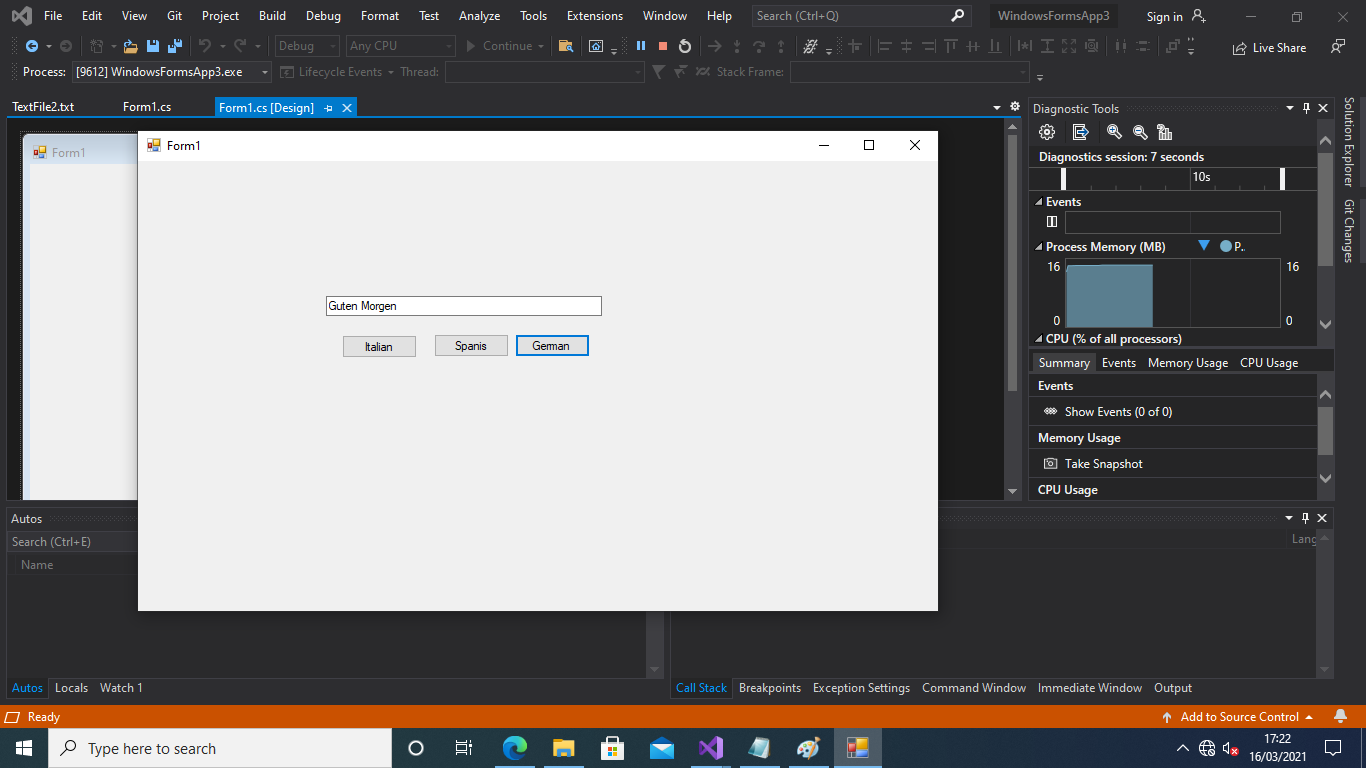 File Edit View Git Project Build Debug Format Test Analyze Tools Extensions Window Help Search (Ctrl+Q) WindowsFormsApp3 Sign in
Debug Any CPU Continue Live Share
Process: [9612] WindowsFormsApp3.exe Lifecycle Events Thread: Stack Frame:
TextFile2.txt Form1.cs Form1.cs [Design]
Form1
Form1
Guten Morgen
Italian Spanis German
Diagnostic Tools
Diagnostics session: 7 seconds
10s
Events
Process Memory (MB) P..
16 16
0 0
CPU (% of all processors)
Summary Events Memory Usage CPU Usage
Events
Show Events (0 of 0)
Memory Usage
Take Snapshot
CPU Usage
Solution Explorer
Git Changes
Autos
Search (Ctrl+E)
Name
Lang
Autos Locals Watch 1
Call Stack Breakpoints Exception Settings Command Window Immediate Window Output
Ready Add to Source Control
Type here to search
17:22
16/03/2021